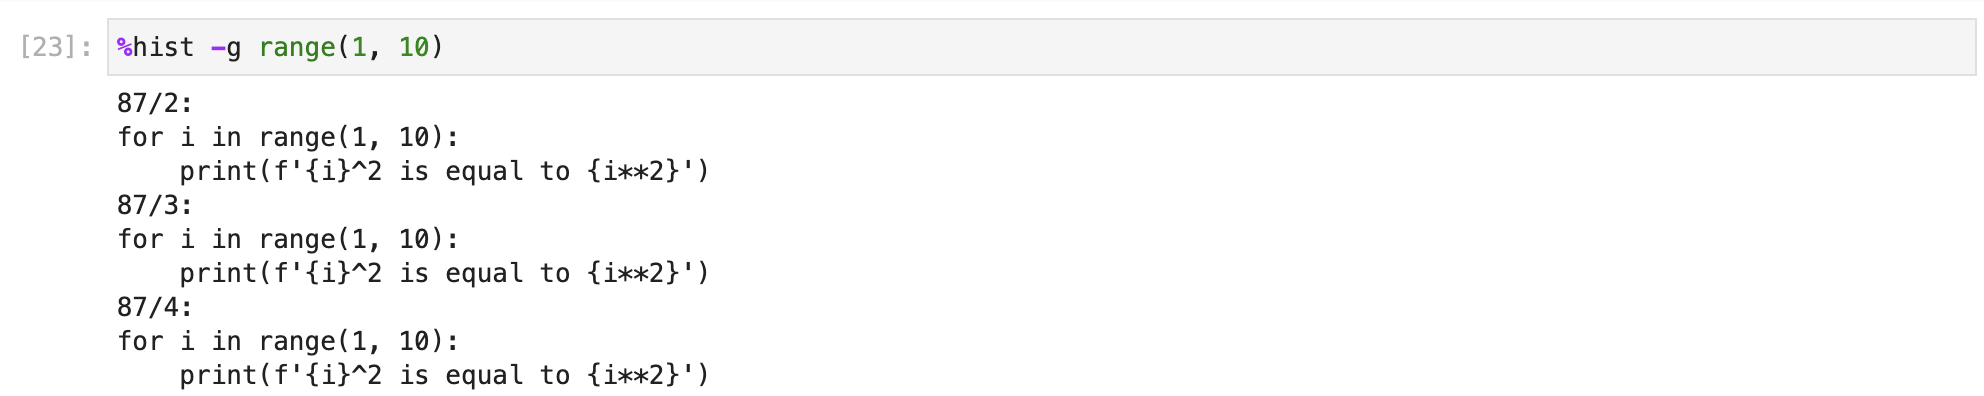 [23]: %hist -g range(1, 10)
87/2:
for i in range(1, 10):
    print(f'{i}^2 is equal to {i**2}')
87/3:
for i in range(1, 10):
    print(f'{i}^2 is equal to {i**2}')
87/4:
for i in range(1, 10):
    print(f'{i}^2 is equal to {i**2}')